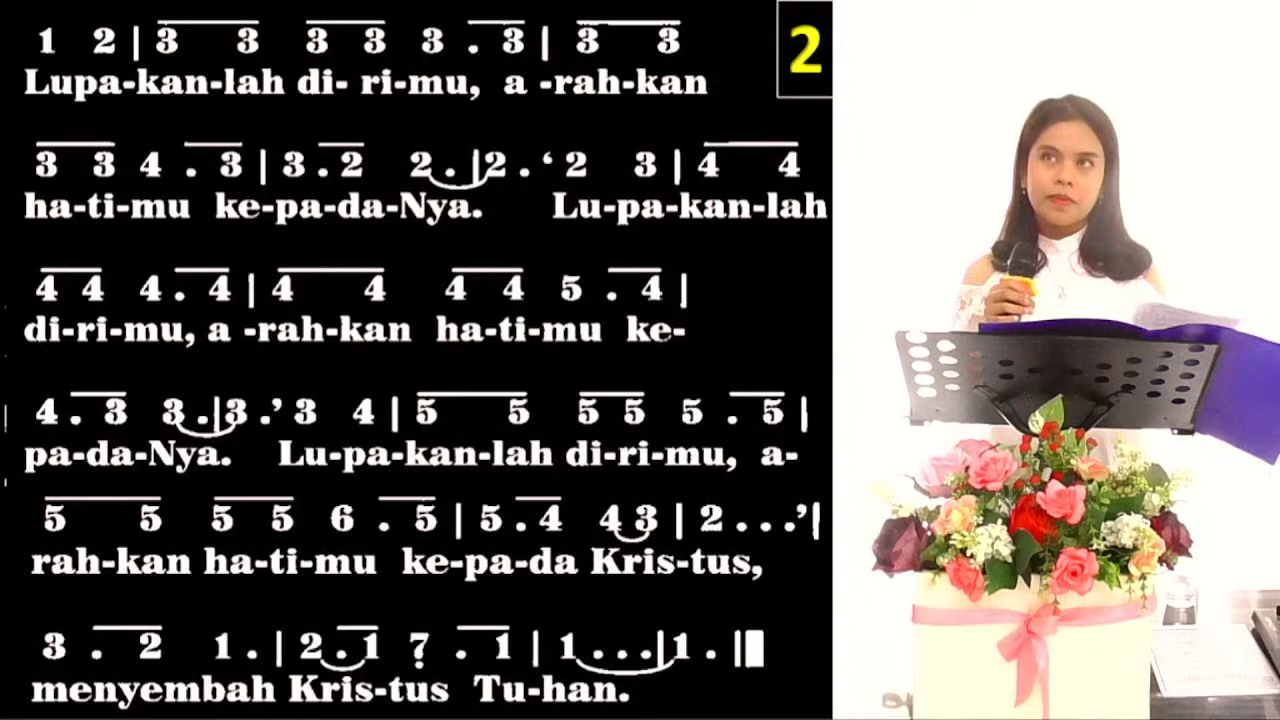 1 2 | 3 3 3 3 3 . 3 | 3 3
Lupa-kan-lah di- ri-mu, a -rah-kan
2
3 3 4 . 3 | 3 . 2 2 . | 2 . ‘ 2 3 | 4 4
ha-ti-mu ke-pa-da-Nya. Lu-pa-kan-lah
4 4 4 . 4 | 4 4 4 4 5 . 4 |
di-ri-mu, a -rah-kan ha-ti-mu ke-
4 . 3 3 . | 3 . ’ 3 4 | 5 5 5 5 5 . 5 |
pa-da-Nya. Lu-pa-kan-lah di-ri-mu, a-
5 5 5 5 6 . 5 | 5 . 4 4 3 | 2 . . . ’ |
rah-kan ha-ti-mu ke-pa-da Kris-tus,
3 . 2 1 . | 2 . 1 7 . 1 | 1 . . . | 1 . ||
menyembah Kris-tus Tu-han.